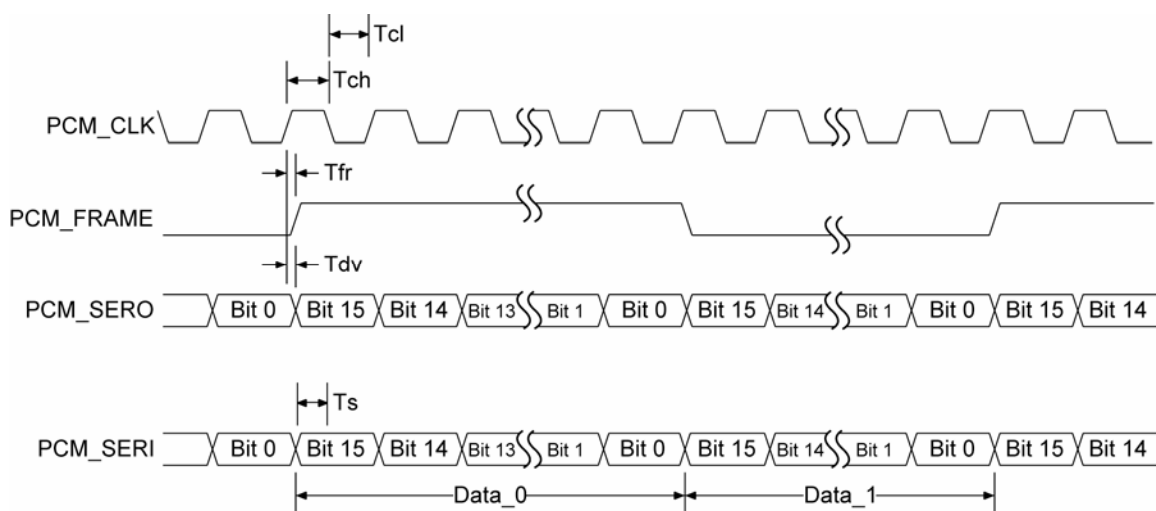 Tcl
Tch
PCM_CLK
Tfr
PCM_FRAME
Tdv
PCM_SERO Bit 0 Bit 15 Bit 14 Bit 13 Bit 1 Bit 0 Bit 15 Bit 14 Bit 1 Bit 0 Bit 15 Bit 14
Ts
PCM_SERI Bit 0 Bit 15 Bit 14 Bit 13 Bit 1 Bit 0 Bit 15 Bit 14 Bit 1 Bit 0 Bit 15 Bit 14
Data_0 Data_1